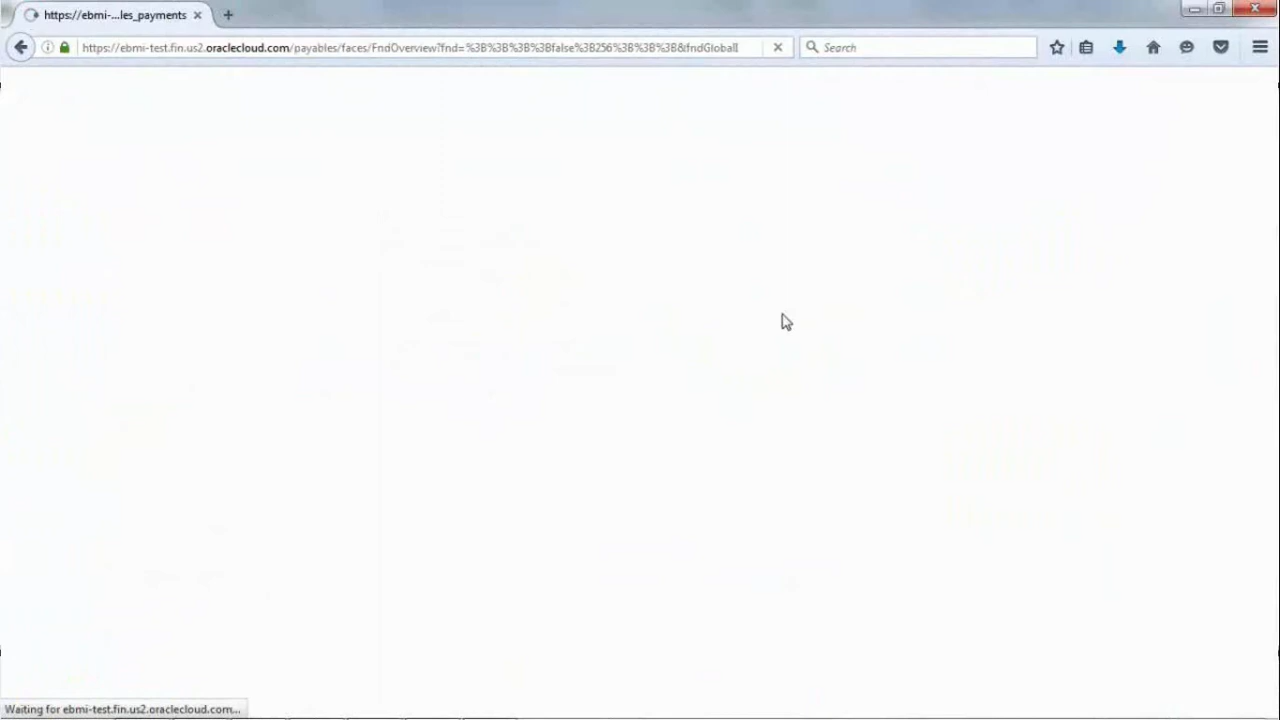 https://ebmi-...les_payments
https://ebmi-test.fin.us2.oraclecloud.com/payables/faces/FndOverview?fnd=%3B%3B%3B%3Bfalse%3B256%3B%3B%3B&fndGlobalI
Search
Waiting for ebmi-test.fin.us2.oraclecloud.com...